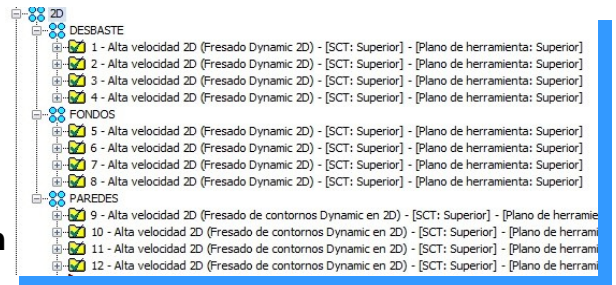 2D
DESBASTE
1 - Alta velocidad 2D (Fresado Dynamic 2D) - [SCT: Superior] - [Plano de herramienta: Superior]
2 - Alta velocidad 2D (Fresado Dynamic 2D) - [SCT: Superior] - [Plano de herramienta: Superior]
3 - Alta velocidad 2D (Fresado Dynamic 2D) - [SCT: Superior] - [Plano de herramienta: Superior]
4 - Alta velocidad 2D (Fresado Dynamic 2D) - [SCT: Superior] - [Plano de herramienta: Superior]
FONDOS
5 - Alta velocidad 2D (Fresado Dynamic 2D) - [SCT: Superior] - [Plano de herramienta: Superior]
6 - Alta velocidad 2D (Fresado Dynamic 2D) - [SCT: Superior] - [Plano de herramienta: Superior]
7 - Alta velocidad 2D (Fresado Dynamic 2D) - [SCT: Superior] - [Plano de herramienta: Superior]
8 - Alta velocidad 2D (Fresado Dynamic 2D) - [SCT: Superior] - [Plano de herramienta: Superior]
PAREDES
9 - Alta velocidad 2D (Fresado de contornos Dynamic en 2D) - [SCT: Superior] - [Plano de herramie
10 - Alta velocidad 2D (Fresado de contornos Dynamic en 2D) - [SCT: Superior] - [Plano de herrami
11 - Alta velocidad 2D (Fresado de contornos Dynamic en 2D) - [SCT: Superior] - [Plano de herrami
12 - Alta velocidad 2D (Fresado de contornos Dynamic en 2D) - [SCT: Superior] - [Plano de herrami